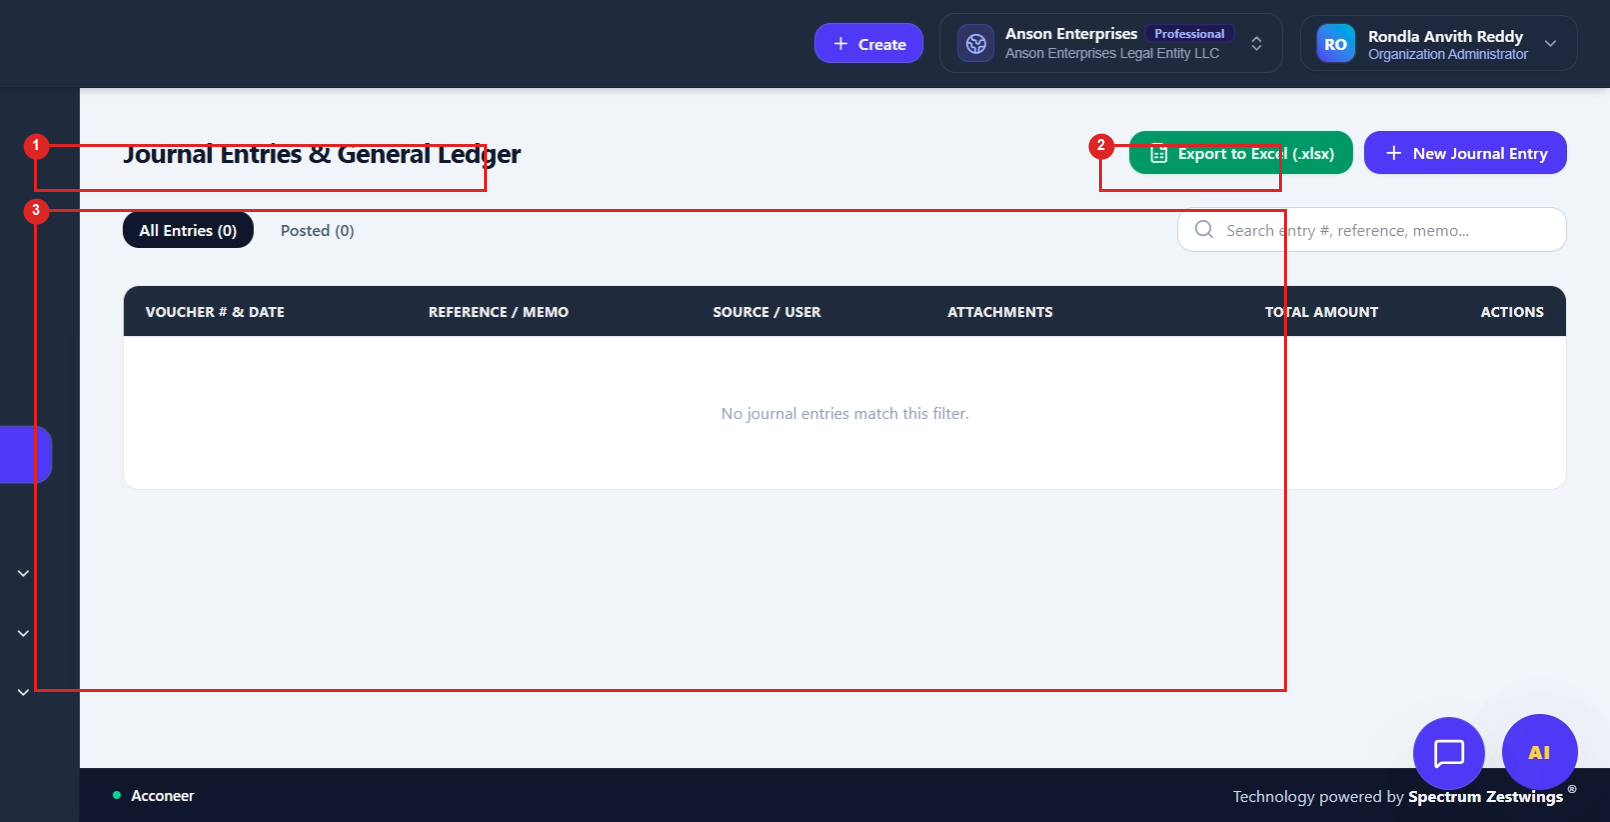 + Create
Anson Enterprises Professional
Anson Enterprises Legal Entity LLC
RO
Rondla Anvith Reddy
Organization Administrator
1
Journal Entries & General Ledger
2
Export to Excel (.xlsx)
+ New Journal Entry
3
All Entries (0)
Posted (0)
Search entry #, reference, memo...
VOUCHER # & DATE
REFERENCE / MEMO
SOURCE / USER
ATTACHMENTS
TOTAL AMOUNT
ACTIONS
No journal entries match this filter.
AI
Acconeer
Technology powered by Spectrum Zestwings ®